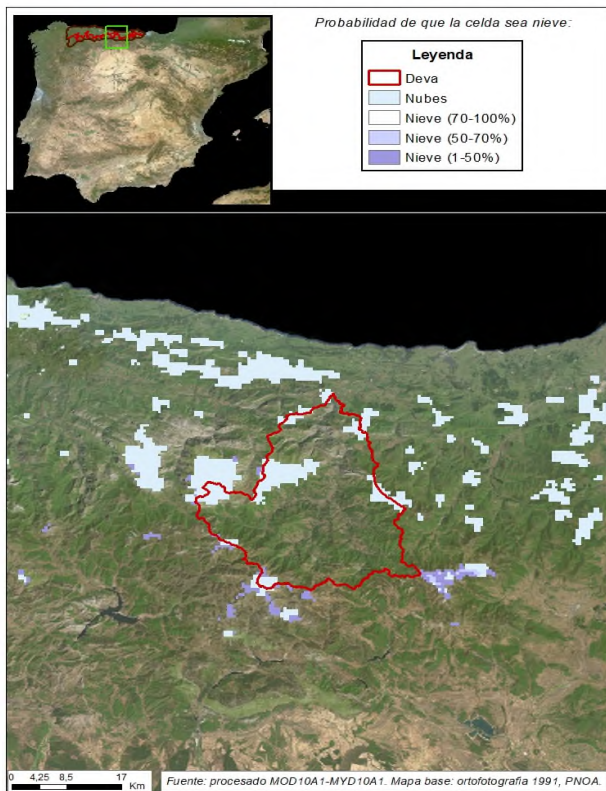 Probabilidad de que la celda sea nieve:
Leyenda
Deva
Nubes
Nieve (70-100%)
Nieve (50-70%)
Nieve (1-50%)
0 4,25 8,5 17
Km
Fuente: procesado MOD10A1-MYD10A1. Mapa base: ortofotografia 1991, PNOA.